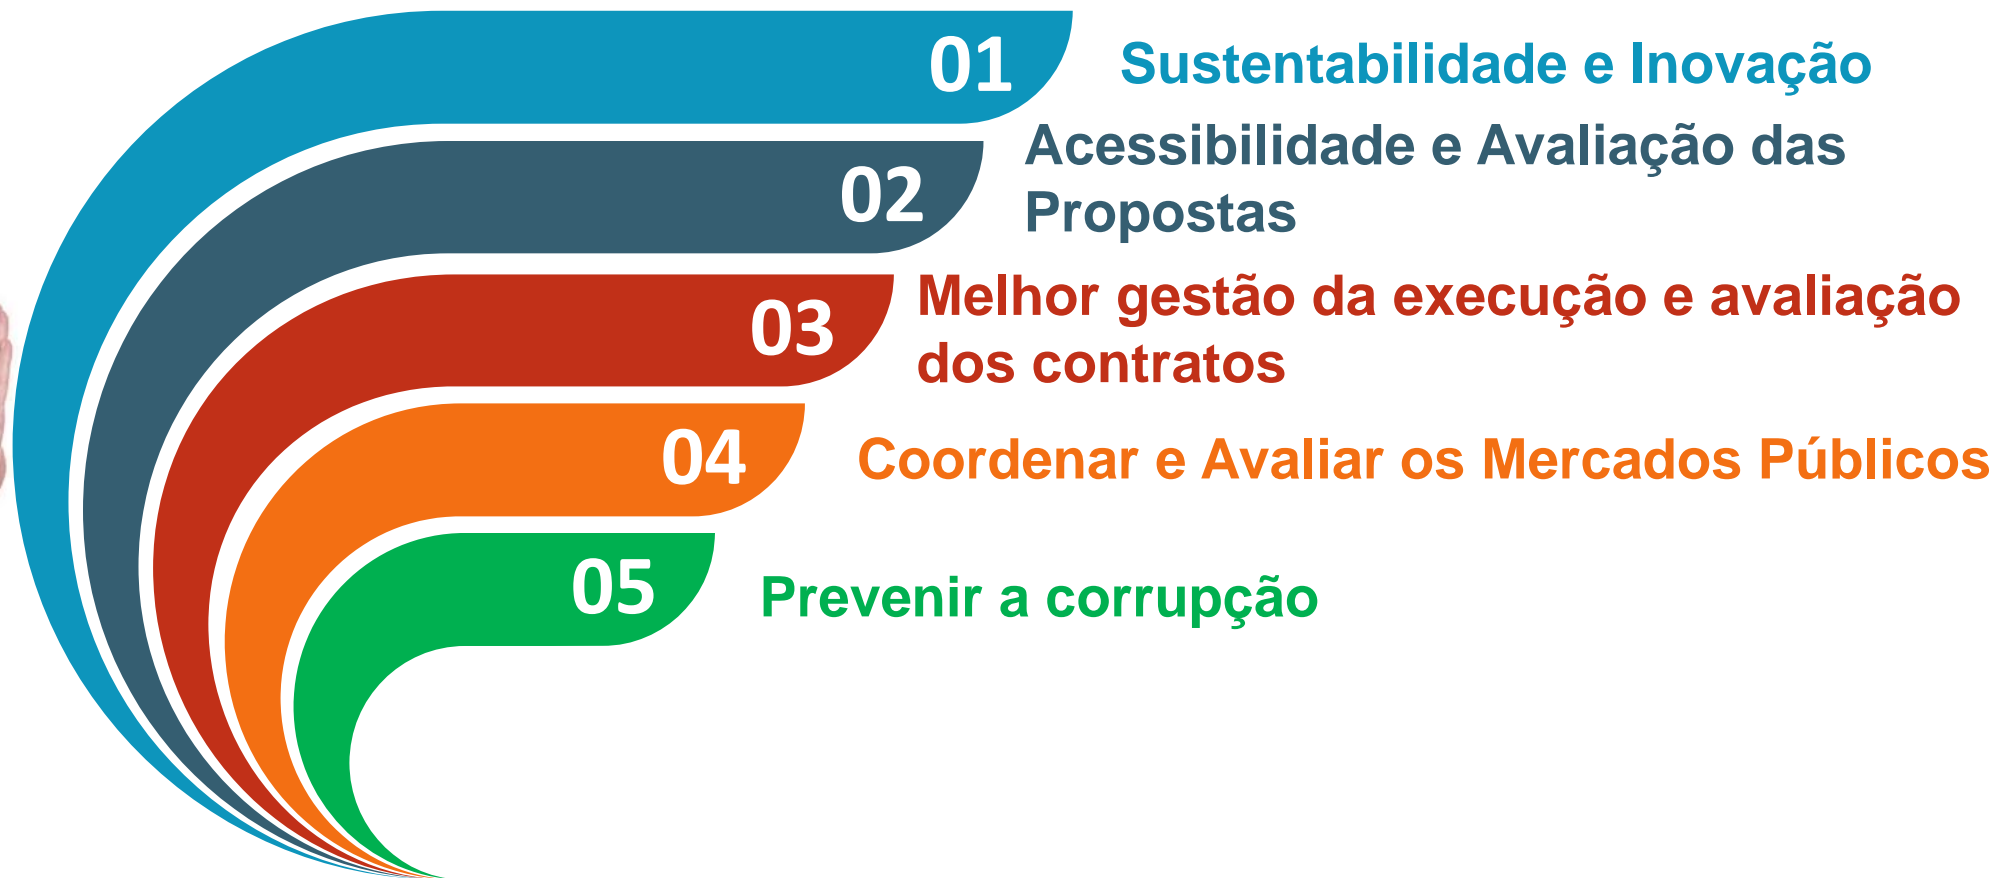 01 Sustentabilidade e Inovação
02 Acessibilidade e Avaliação das
Propostas
03 Melhor gestão da execução e avaliação
dos contratos
04 Coordenar e Avaliar os Mercados Públicos
05 Prevenir a corrupção